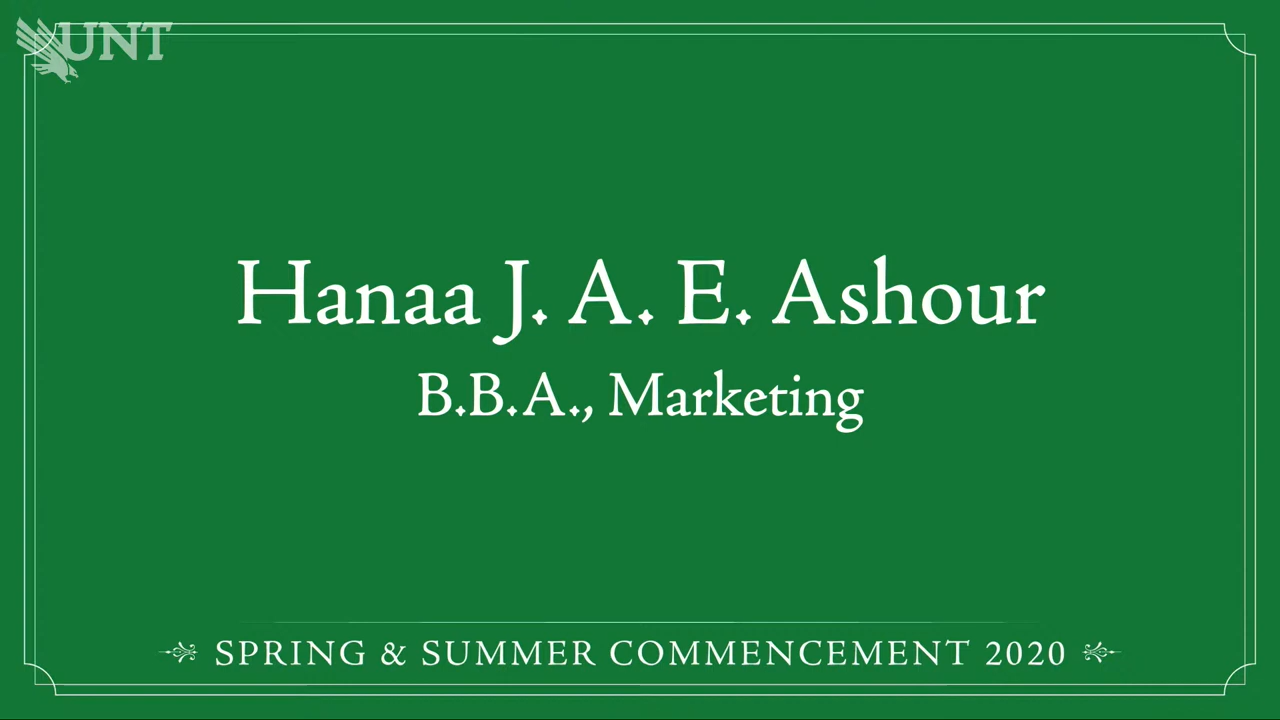 UNT
Hanaa J. A. E. Ashour
B.B.A., Marketing
SPRING & SUMMER COMMENCEMENT 2020